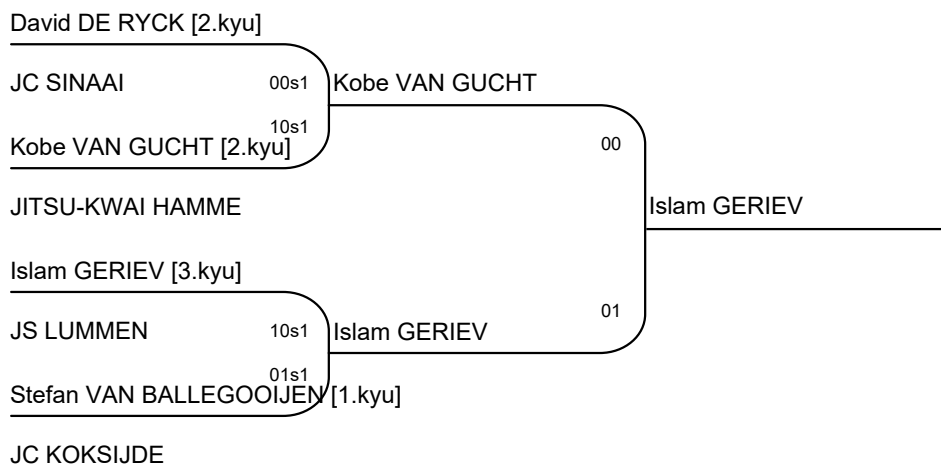 David DE RYCK [2.kyu]
JC SINAAI
00s1
Kobe VAN GUCHT
10s1
Kobe VAN GUCHT [2.kyu]
00
JITSU-KWAI HAMME
Islam GERIEV
Islam GERIEV [3.kyu]
01
JS LUMMEN
10s1
Islam GERIEV
01s1
Stefan VAN BALLEGOOIJEN [1.kyu]
JC KOKSIJDE